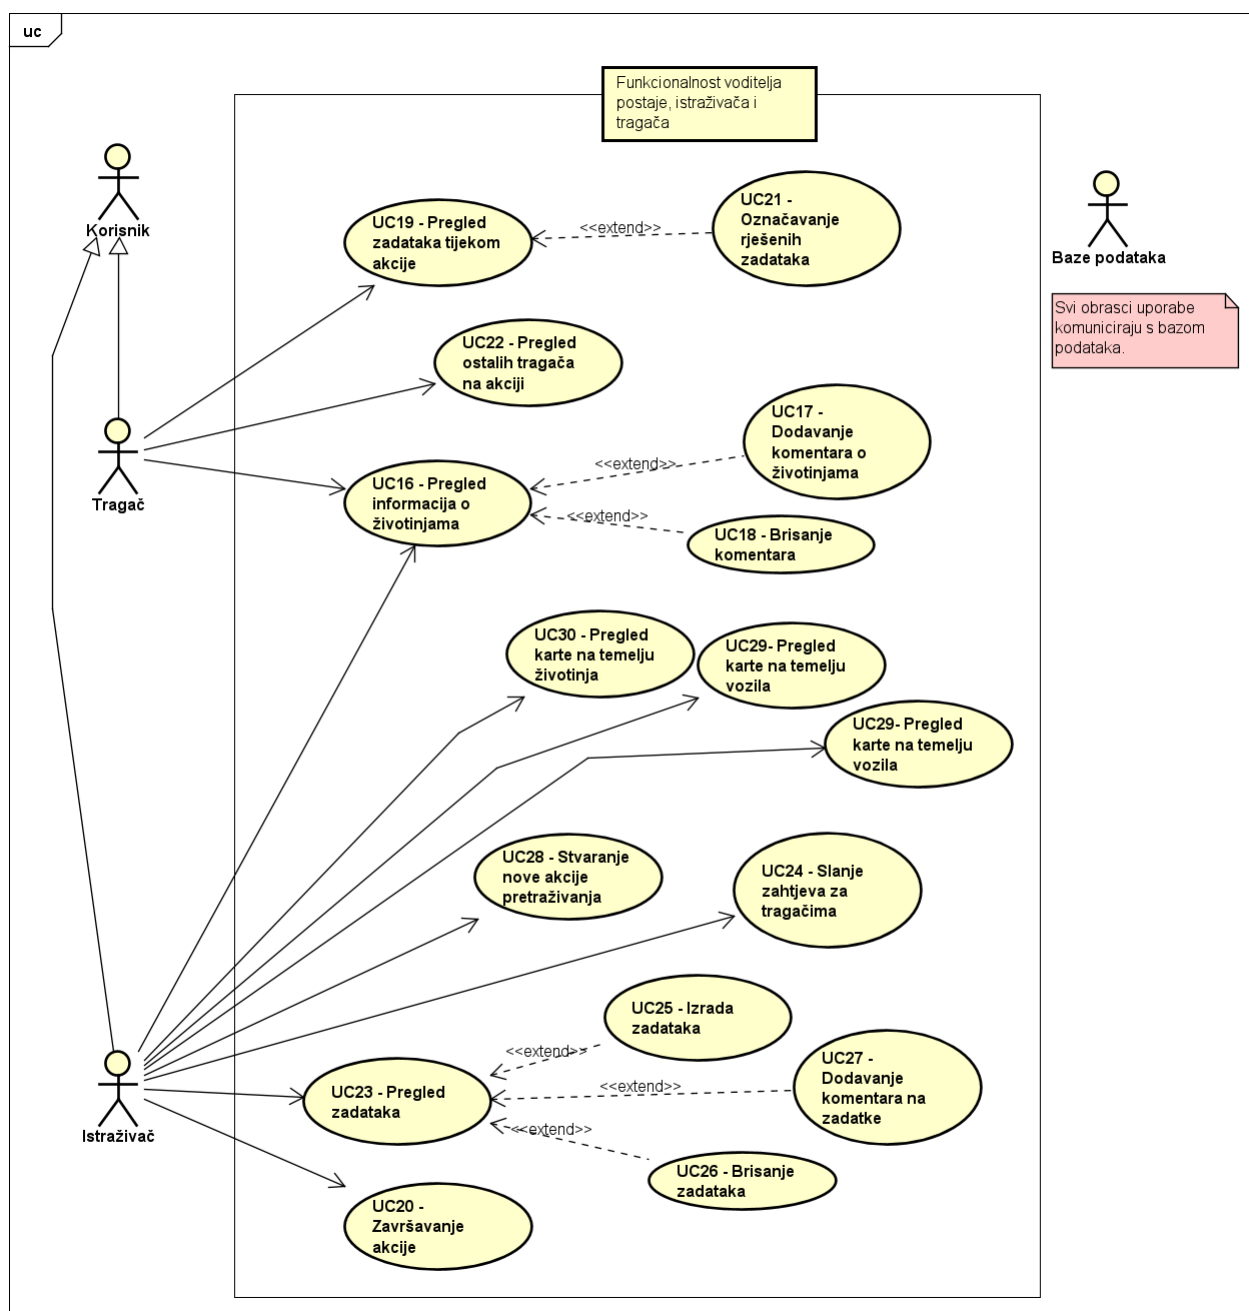 uc
Funkcionalnost voditelja
postaje, istraživača i
tragača
Korisnik
UC19 - Pregled
zadataka tijekom
akcije
<<extend>>
UC21 -
Označavanje
rješenih
zadataka
Baze podataka
Svi obrasci uporabe
komuniciraju s bazom
podataka.
UC22 - Pregled
ostalih tragača
na akciji
Tragač
UC16 - Pregled
informacija o
životinjama
<<extend>>
UC17 -
Dodavanje
komentara o
životinjama
<<extend>>
UC18 - Brisanje
komentara
UC30 - Pregled
karte na temelju
životinja
UC29- Pregled
karte na temelju
vozila
UC29- Pregled
karte na temelju
vozila
UC28 - Stvaranje
nove akcije
pretraživanja
UC24 - Slanje
zahtjeva za
tragačima
UC25 - Izrada
zadataka
<<extend>>
Istraživač
UC23 - Pregled
zadataka
<<extend>>
UC27 -
Dodavanje
komentara na
zadatke
<<extend>>
UC26 - Brisanje
zadataka
UC20 -
Završavanje
akcije